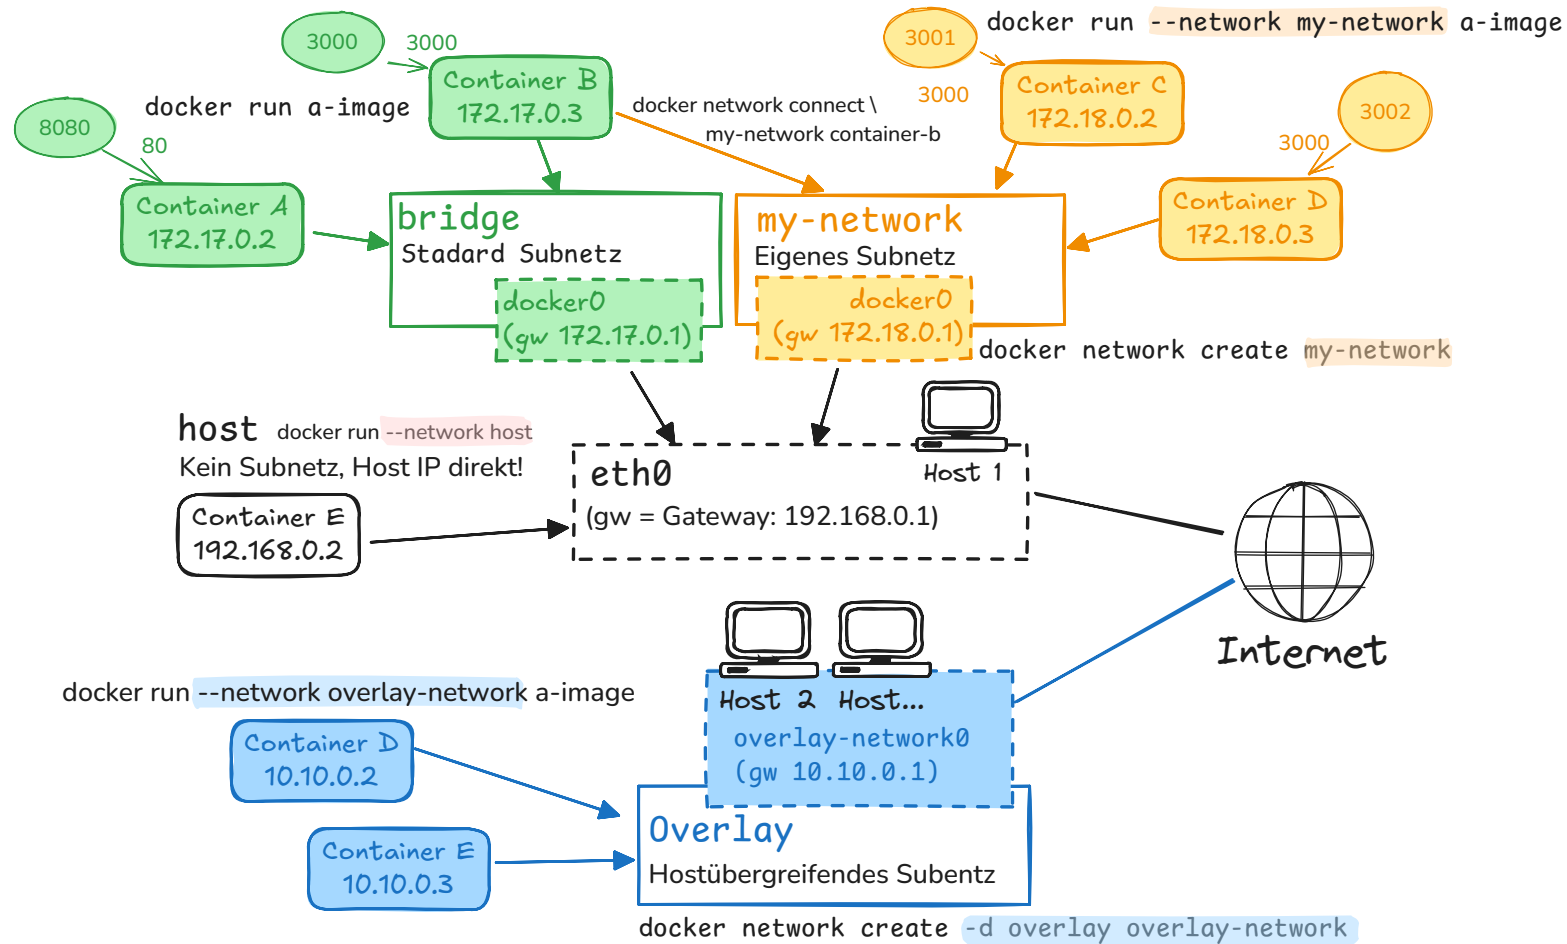 3000
3000
Container B
172.17.0.3
docker run a-image
8080
80
Container A
172.17.0.2
docker network connect \
my-network container-b
3001
3000
docker run --network my-network a-image
Container C
172.18.0.2
3002
3000
Container D
172.18.0.3
bridge
Stadard Subnetz
docker0
(gw 172.17.0.1)
my-network
Eigenes Subnetz
docker0
(gw 172.18.0.1)
docker network create my-network
host docker run --network host
Kein Subnetz, Host IP direkt!
Container E
192.168.0.2
eth0
(gw = Gateway: 192.168.0.1)
Host 1
Internet
docker run --network overlay-network a-image
Container D
10.10.0.2
Container E
10.10.0.3
Host 2 Host...
overlay-network0
(gw 10.10.0.1)
Overlay
Hostübergreifendes Subentz
docker network create -d overlay overlay-network